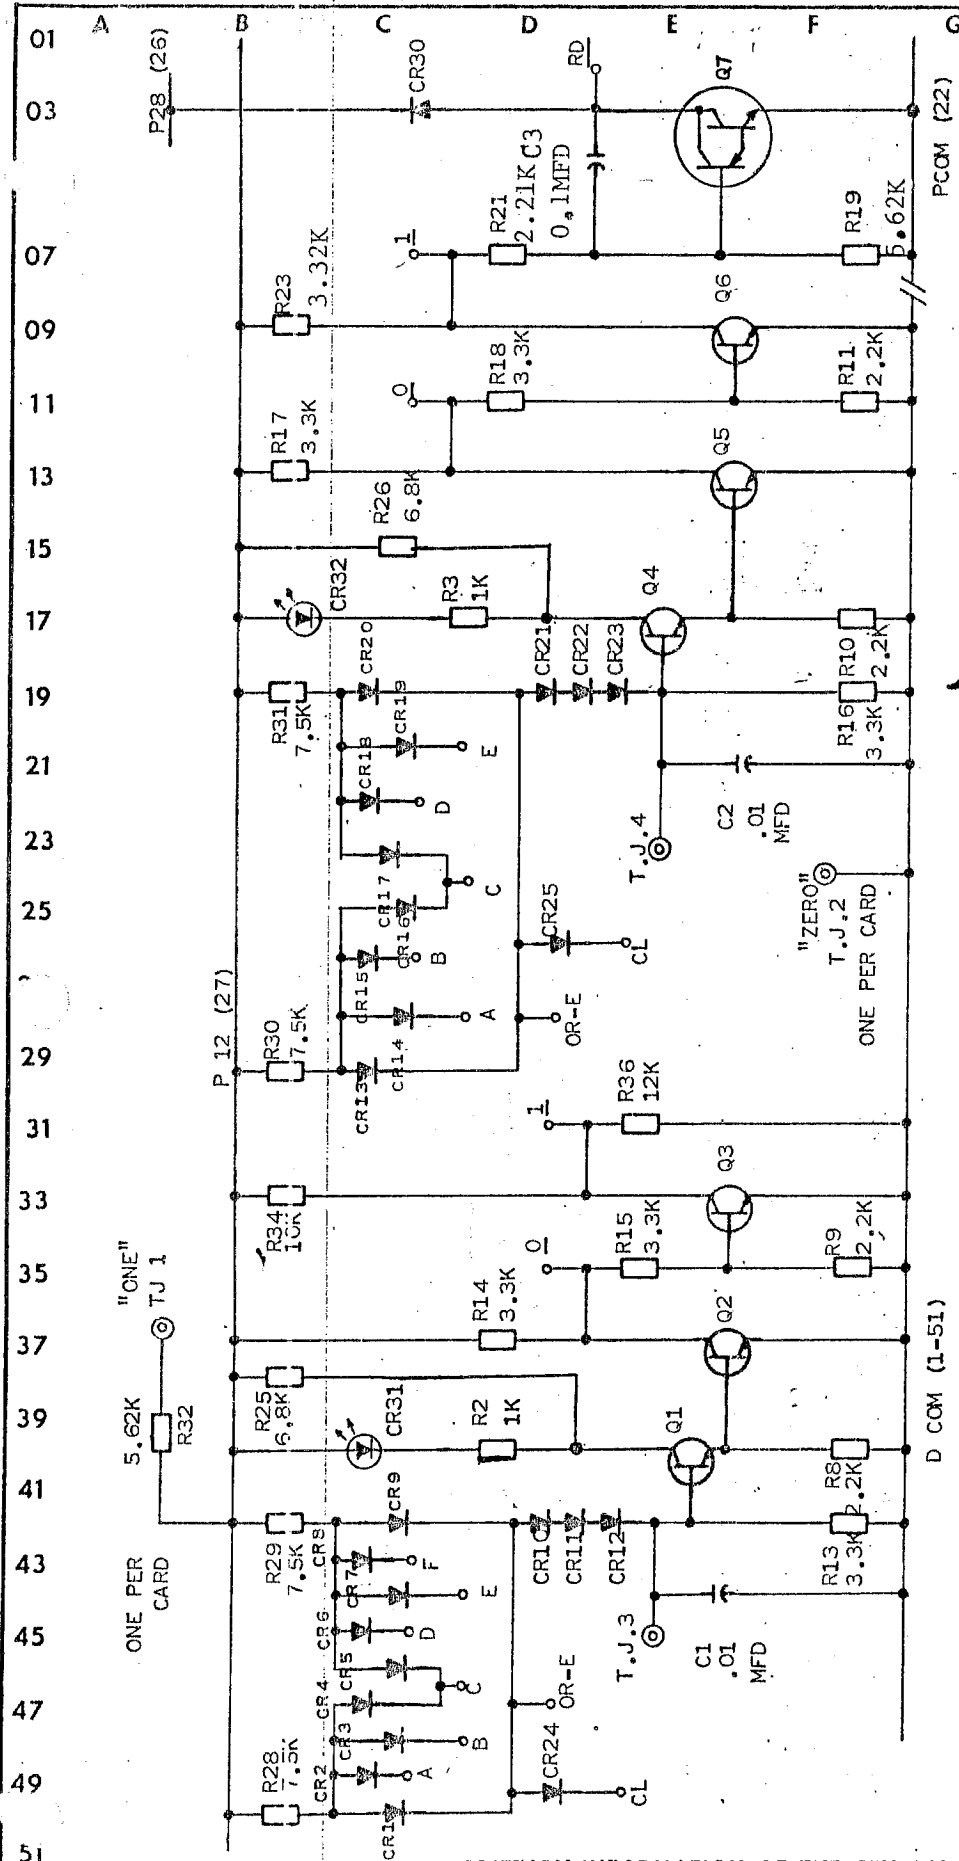 A B C D E F G
01
03
07
09
11
13
15
17
19
21
23
25
27
29
31
33
35
37
39
41
43
45
47
49
51
P28 (26)
CR30
RD
Q7
PCOM (22)
C3
0.1MFD
R21
2.21K
1
R19
5.62K
R23
3.32K
Q6
R18
3.3K
0
R11
2.2K
R17
3.3K
Q5
R26
6.8K
CR32
R3
1K
Q4
R10
2.2K
R31
7.5K
CR20
CR19
CR18
CR17
CR16
CR15
CR14
CR13
E
D
C
B
A
CR21
CR22
CR23
R16
3.3K
T.J.4
C2
.01
MFD
CR25
CL
OR-E
"ZERO"
T.J.2
ONE PER CARD
P 12 (27)
R30
7.5K
1
R36
12K
R34
10K
Q3
0
R15
3.3K
R9
2.2K
"ONE"
TJ 1
5.62K
R32
ONE PER
CARD
R14
3.3K
Q2
R25
6.8K
CR31
R2
1K
Q1
R8
2.2K
D COM (1-51)
R29
7.5K
CR9
CR8
CR7
CR6
CR5
CR4
CR3
CR2
CR1
F
E
D
C
B
A
CR10
CR11
CR12
R13
3.3K
T.J.3
C1
.01
MFD
OR-E
CR24
CL
R28
7.5K